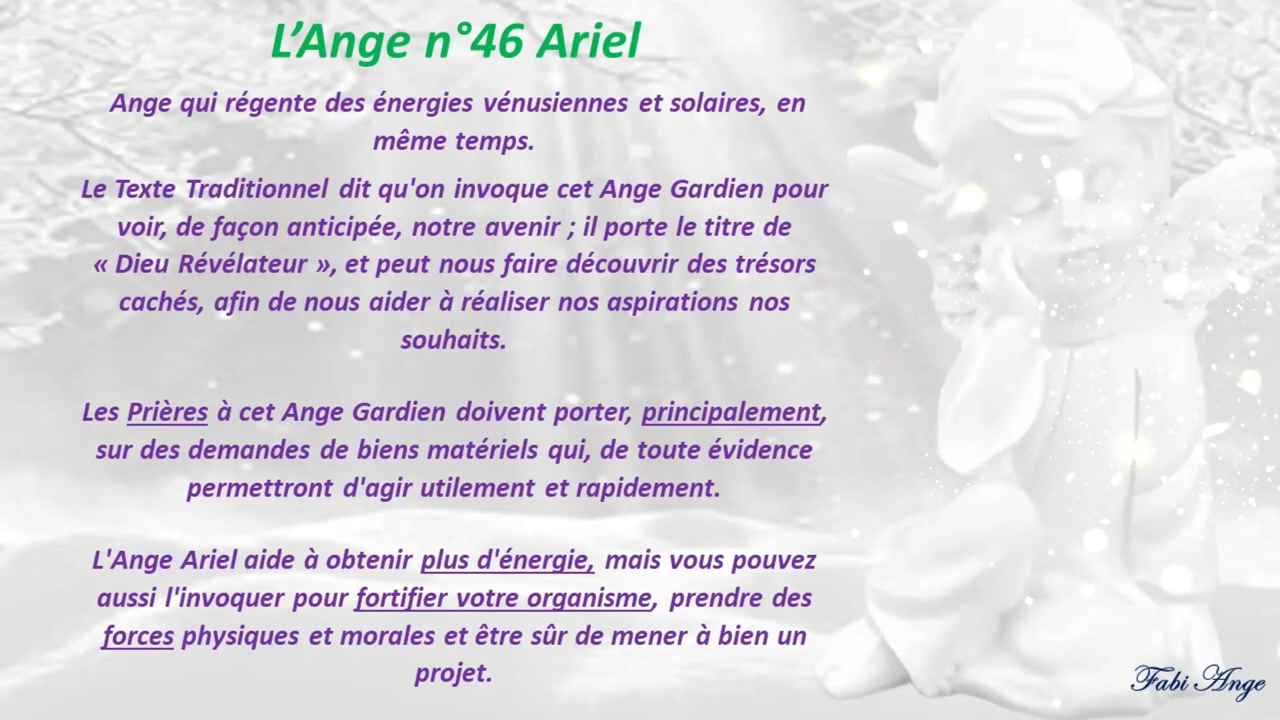 L’Ange n°46 Ariel
Ange qui régente des énergies vénusiennes et solaires, en
même temps.
Le Texte Traditionnel dit qu'on invoque cet Ange Gardien pour
voir, de façon anticipée, notre avenir ; il porte le titre de
« Dieu Révélateur », et peut nous faire découvrir des trésors
cachés, afin de nous aider à réaliser nos aspirations nos
souhaits.
Les Prières à cet Ange Gardien doivent porter, principalement,
sur des demandes de biens matériels qui, de toute évidence
permettront d'agir utilement et rapidement.
L'Ange Ariel aide à obtenir plus d'énergie, mais vous pouvez
aussi l'invoquer pour fortifier votre organisme, prendre des
forces physiques et morales et être sûr de mener à bien un
projet.
Fabi Ange